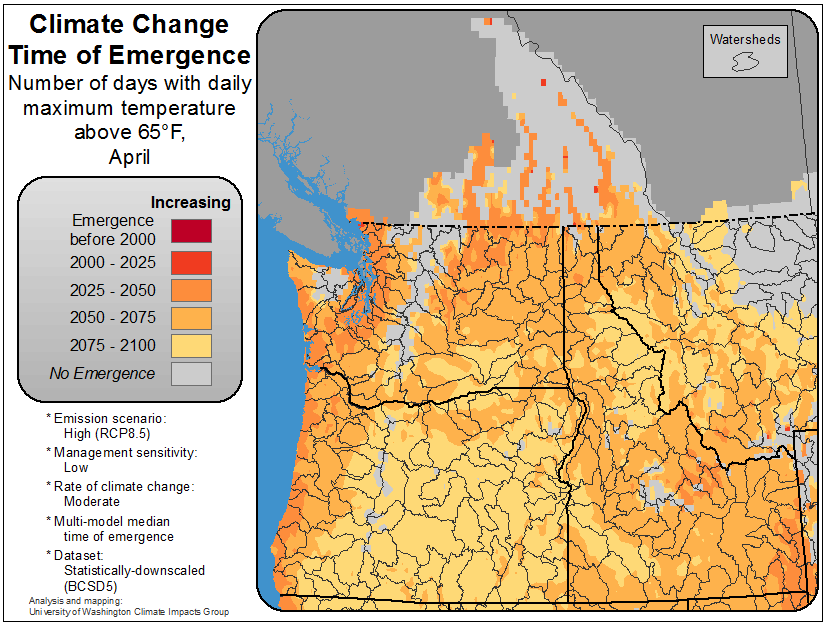 Climate Change
Time of Emergence
Number of days with daily
maximum temperature
above 65°F,
April
Increasing
Emergence
before 2000
2000 - 2025
2025 - 2050
2050 - 2075
2075 - 2100
No Emergence
* Emission scenario:
High (RCP8.5)
* Management sensitivity:
Low
* Rate of climate change:
Moderate
* Multi-model median
time of emergence
* Dataset:
Statistically-downscaled
(BCSD5)
Analysis and mapping:
University of Washington Climate Impacts Group
Watersheds